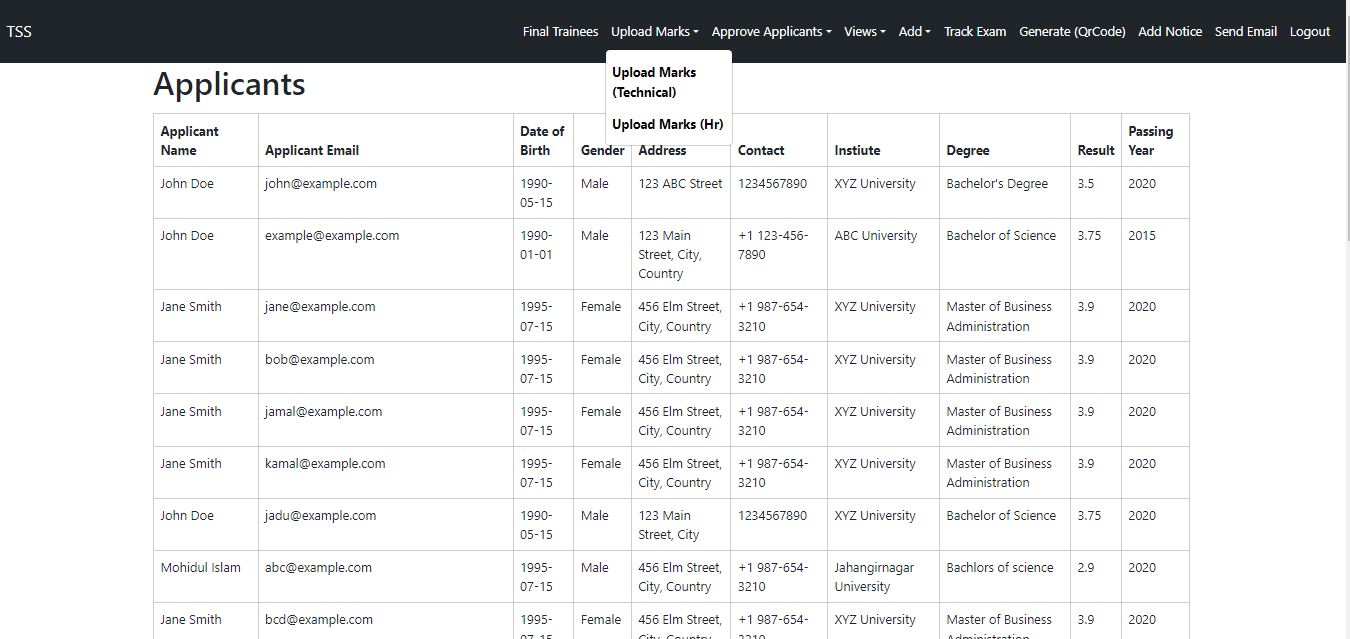 TSS Final Trainees Upload Marks Approve Applicants Views Add Track Exam Generate (QrCode) Add Notice Send Email Logout
Upload Marks
(Technical)
Upload Marks (Hr)
Applicants
Applicant Name Applicant Email Date of Birth Gender Address Contact Instiute Degree Result Passing Year
John Doe john@example.com 1990-05-15 Male 123 ABC Street 1234567890 XYZ University Bachelor's Degree 3.5 2020
John Doe example@example.com 1990-01-01 Male 123 Main Street, City, Country +1 123-456-7890 ABC University Bachelor of Science 3.75 2015
Jane Smith jane@example.com 1995-07-15 Female 456 Elm Street, City, Country +1 987-654-3210 XYZ University Master of Business Administration 3.9 2020
Jane Smith bob@example.com 1995-07-15 Female 456 Elm Street, City, Country +1 987-654-3210 XYZ University Master of Business Administration 3.9 2020
Jane Smith jamal@example.com 1995-07-15 Female 456 Elm Street, City, Country +1 987-654-3210 XYZ University Master of Business Administration 3.9 2020
Jane Smith kamal@example.com 1995-07-15 Female 456 Elm Street, City, Country +1 987-654-3210 XYZ University Master of Business Administration 3.9 2020
John Doe jadu@example.com 1990-05-15 Male 123 Main Street, City 1234567890 XYZ University Bachelor of Science 3.75 2020
Mohidul Islam abc@example.com 1995-07-15 Male 456 Elm Street, City, Country +1 987-654-3210 Jahangirnagar University Bachlors of science 2.9 2020
Jane Smith bcd@example.com 1995-07-15 Female 456 Elm Street, City, Country +1 987-654-3210 XYZ University Master of Business Administration 3.9 2020